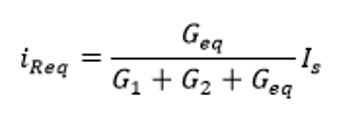 i_{Req} = \frac{G_{eq}}{G_1 + G_2 + G_{eq}} I_s